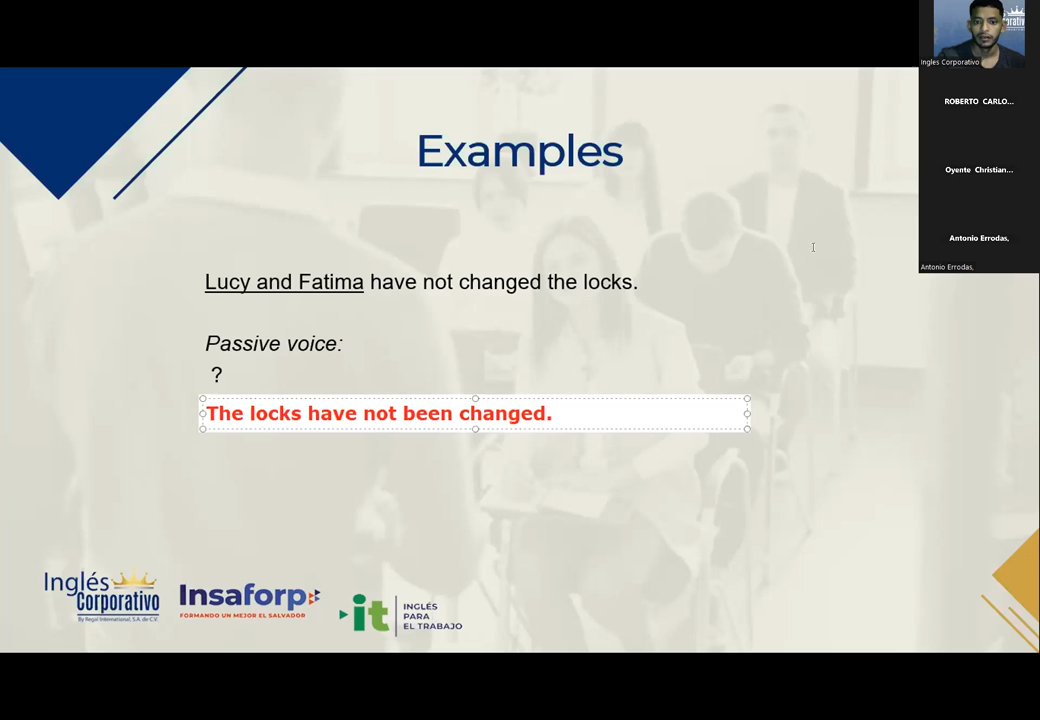 Ingles Corporativo
ROBERTO CARLO...
Oyente Christian...
Antonio Errodas,
Antonio Errodas,
Examples
Lucy and Fatima have not changed the locks.
Passive voice:
?
The locks have not been changed.
Inglés
Corporativo
By Regal International, S.A. de C.V.
Insaforp
FORMANDO UN MEJOR EL SALVADOR
it
INGLÉS
PARA
EL TRABAJO